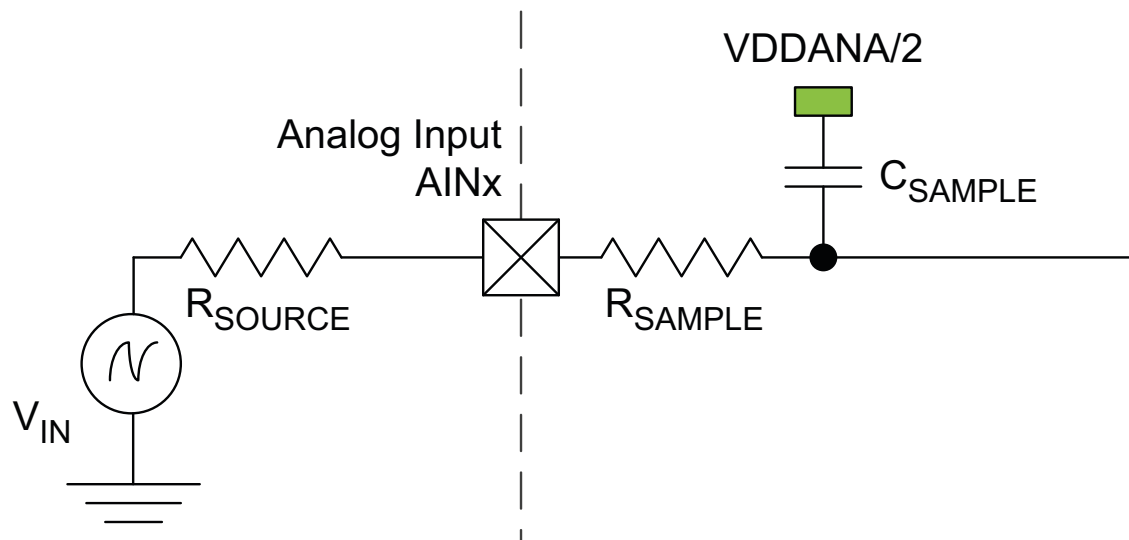 VDDANA/2
Analog Input
AINx
CSAMPLE
RSOURCE
RSAMPLE
VIN